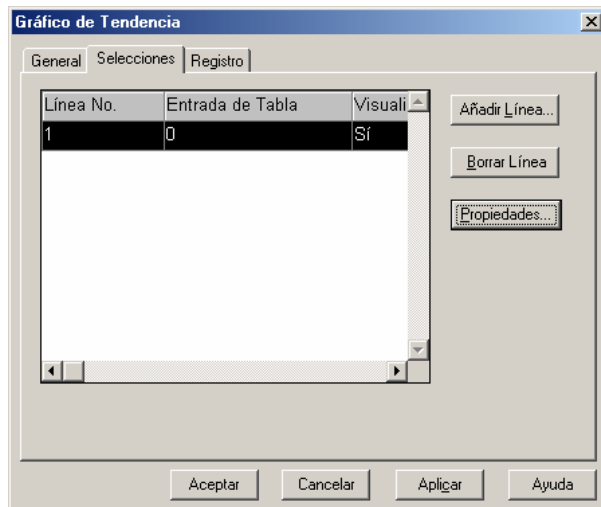 Gráfico de Tendencia
General Selecciones Registro
Línea No. Entrada de Tabla Visuali
1 0 Sí
Añadir Línea...
Borrar Línea
Propiedades...
Aceptar Cancelar Aplicar Ayuda